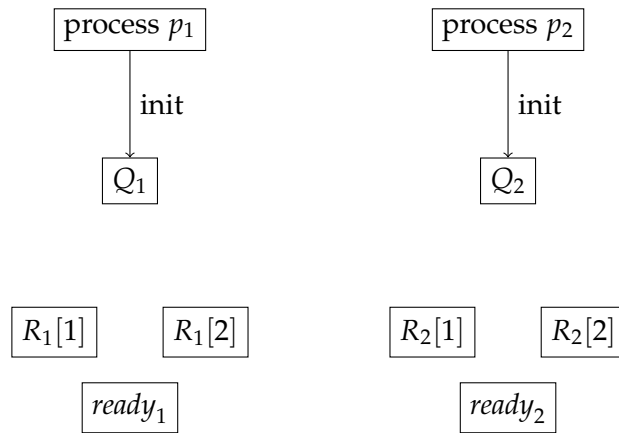 process p₁ process p₂
init init
Q₁ Q₂
R₁[1] R₁[2] R₂[1] R₂[2]
ready₁ ready₂